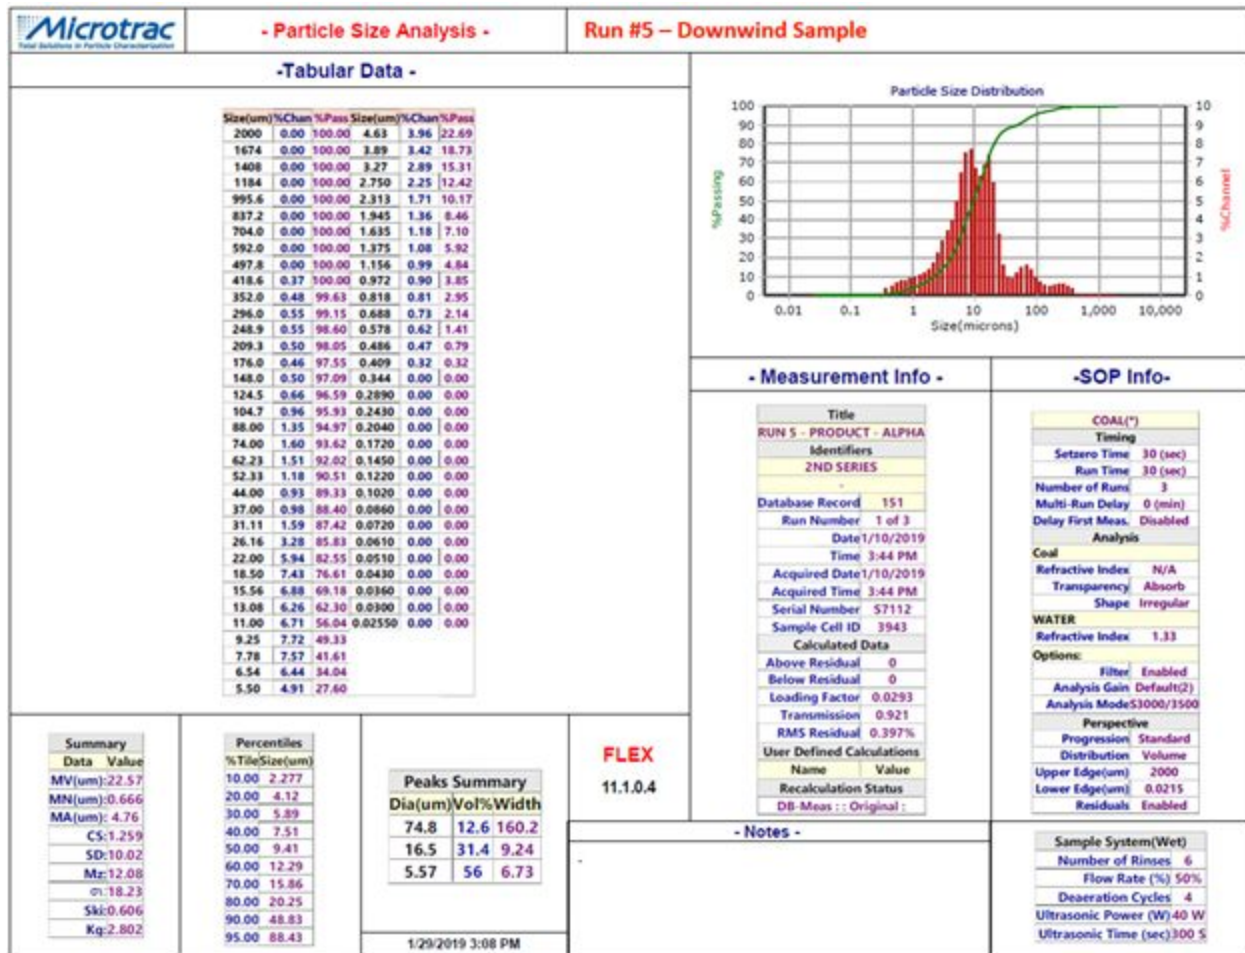 Microtrac
Total Solutions in Particle Characterization
- Particle Size Analysis -
Run #5 – Downwind Sample
-Tabular Data -
Size(um) %Chan %Pass Size(um) %Chan %Pass
2000 0.00 100.00 4.63 3.96 22.69
1674 0.00 100.00 3.89 3.42 18.73
1408 0.00 100.00 3.27 2.89 15.31
1184 0.00 100.00 2.750 2.25 12.42
995.6 0.00 100.00 2.313 1.71 10.17
837.2 0.00 100.00 1.945 1.36 8.46
704.0 0.00 100.00 1.635 1.18 7.10
592.0 0.00 100.00 1.375 1.08 5.92
497.8 0.00 100.00 1.156 0.99 4.84
418.6 0.37 100.00 0.972 0.90 3.85
352.0 0.48 99.63 0.818 0.81 2.95
296.0 0.55 99.15 0.688 0.73 2.14
248.9 0.55 98.60 0.578 0.62 1.41
209.3 0.50 98.05 0.486 0.47 0.79
176.0 0.46 97.55 0.409 0.32 0.32
148.0 0.50 97.09 0.344 0.00 0.00
124.5 0.66 96.59 0.2890 0.00 0.00
104.7 0.96 95.93 0.2430 0.00 0.00
88.00 1.35 94.97 0.2040 0.00 0.00
74.00 1.60 93.62 0.1720 0.00 0.00
62.23 1.51 92.02 0.1450 0.00 0.00
52.33 1.18 90.51 0.1220 0.00 0.00
44.00 0.93 89.33 0.1020 0.00 0.00
37.00 0.98 88.40 0.0860 0.00 0.00
31.11 1.59 87.42 0.0720 0.00 0.00
26.16 3.28 85.83 0.0610 0.00 0.00
22.00 5.94 82.55 0.0510 0.00 0.00
18.50 7.43 76.61 0.0430 0.00 0.00
15.56 6.88 69.18 0.0360 0.00 0.00
13.08 6.26 62.30 0.0300 0.00 0.00
11.00 6.71 56.04 0.02550 0.00 0.00
9.25 7.72 49.33
7.78 7.57 41.61
6.54 6.44 34.04
5.50 4.91 27.60
Particle Size Distribution
%Passing
100
90
80
70
60
50
40
30
20
10
0
10
9
8
7
6
5
4
3
2
1
0
%Channel
0.01 0.1 1 10 100 1,000 10,000
Size(microns)
- Measurement Info -
Title
RUN 5 - PRODUCT - ALPHA
Identifiers
2ND SERIES
-
Database Record 151
Run Number 1 of 3
Date 1/10/2019
Time 3:44 PM
Acquired Date 1/10/2019
Acquired Time 3:44 PM
Serial Number S7112
Sample Cell ID 3943
Calculated Data
Above Residual 0
Below Residual 0
Loading Factor 0.0293
Transmission 0.921
RMS Residual 0.397%
User Defined Calculations
Name Value
Recalculation Status
DB-Meas : : Original :
-SOP Info-
COAL(*)
Timing
Setzero Time 30 (sec)
Run Time 30 (sec)
Number of Runs 3
Multi-Run Delay 0 (min)
Delay First Meas. Disabled
Analysis
Coal
Refractive Index N/A
Transparency Absorb
Shape Irregular
WATER
Refractive Index 1.33
Options:
Filter Enabled
Analysis Gain Default(2)
Analysis Mode S3000/3500
Perspective
Progression Standard
Distribution Volume
Upper Edge(um) 2000
Lower Edge(um) 0.0215
Residuals Enabled
Summary
Data Value
MV(um): 22.57
MN(um): 0.666
MA(um): 4.76
CS: 1.259
SD: 10.02
Mz: 12.08
σı: 18.23
Ski: 0.606
Kg: 2.802
Percentiles
%Tile Size(um)
10.00 2.277
20.00 4.12
30.00 5.89
40.00 7.51
50.00 9.41
60.00 12.29
70.00 15.86
80.00 20.25
90.00 48.83
95.00 88.43
Peaks Summary
Dia(um) Vol% Width
74.8 12.6 160.2
16.5 31.4 9.24
5.57 56 6.73
1/29/2019 3:08 PM
FLEX
11.1.0.4
- Notes -
-
Sample System(Wet)
Number of Rinses 6
Flow Rate (%) 50%
Deaeration Cycles 4
Ultrasonic Power (W) 40 W
Ultrasonic Time (sec) 300 S